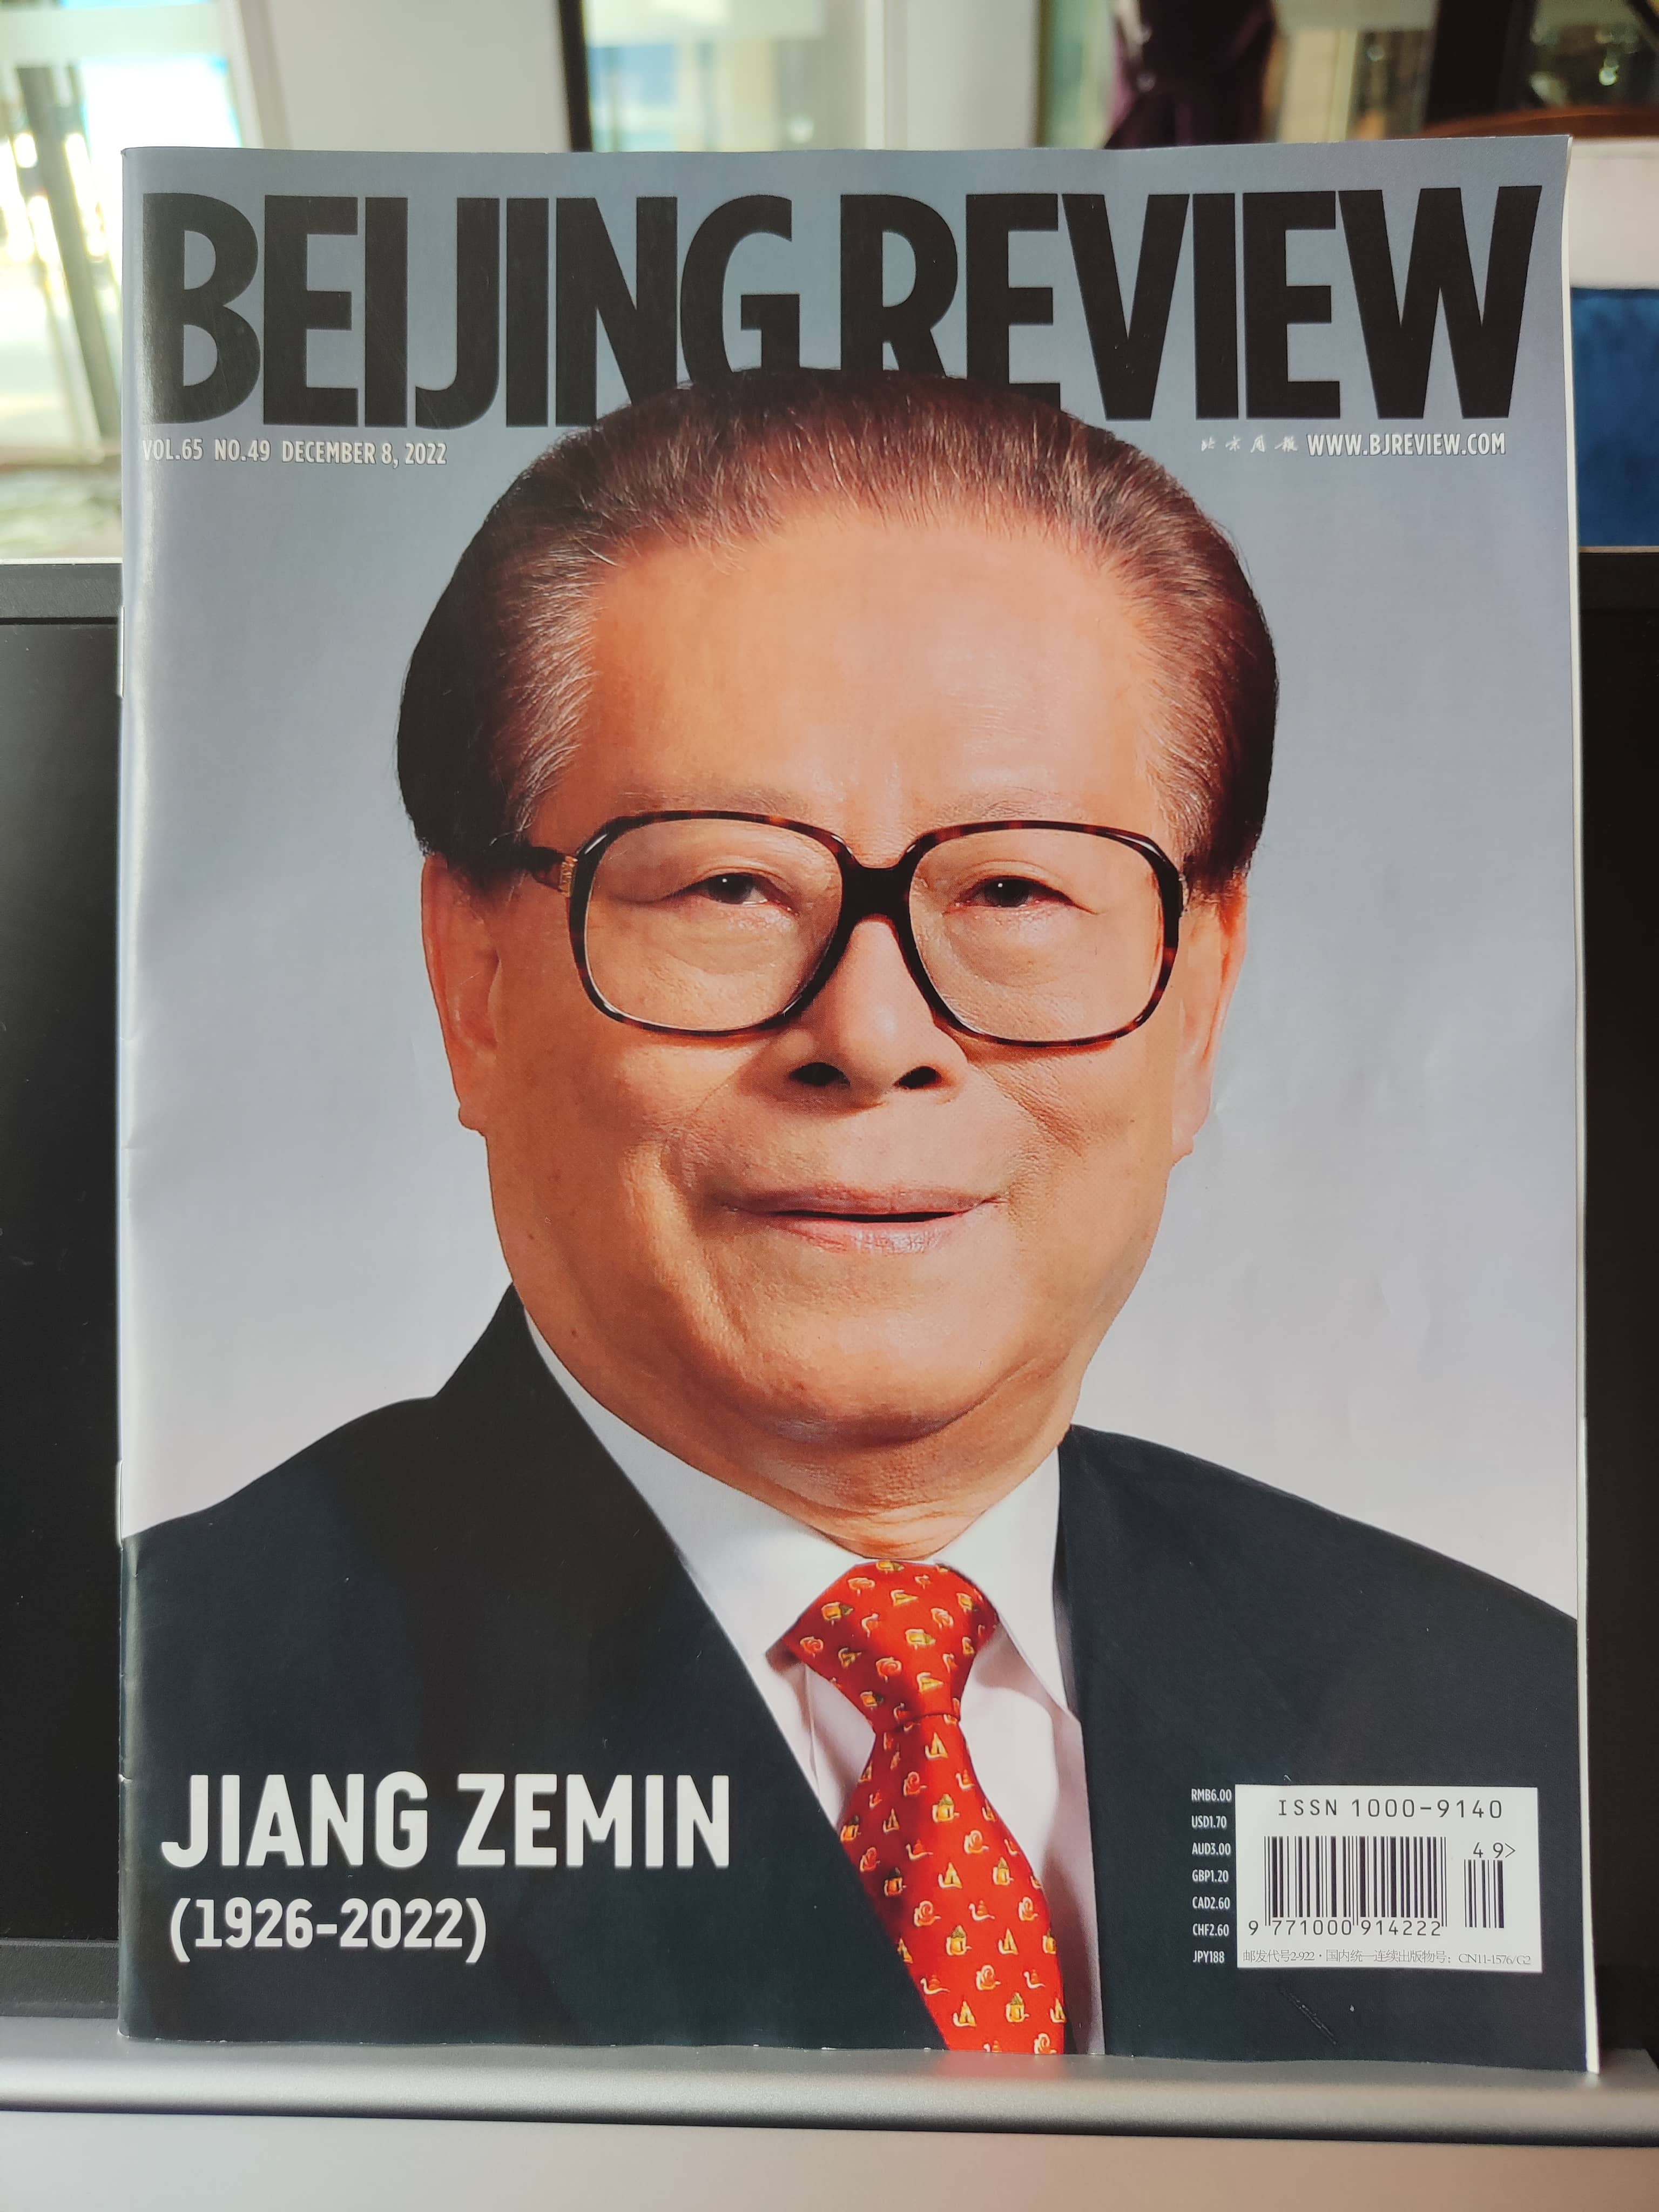 BEIJING REVIEW
VOL.65 NO.49 DECEMBER 8, 2022
北京周报 WWW.BJREVIEW.COM
JIANG ZEMIN
(1926-2022)
RMB6.00
USD1.70
AUD3.00
GBP1.20
CAD2.60
CHF2.60
JPY188
ISSN 1000-9140
49>
9 771000 914222
邮发代号2-922·国内统一连续出版物号：CN11-1576/G2